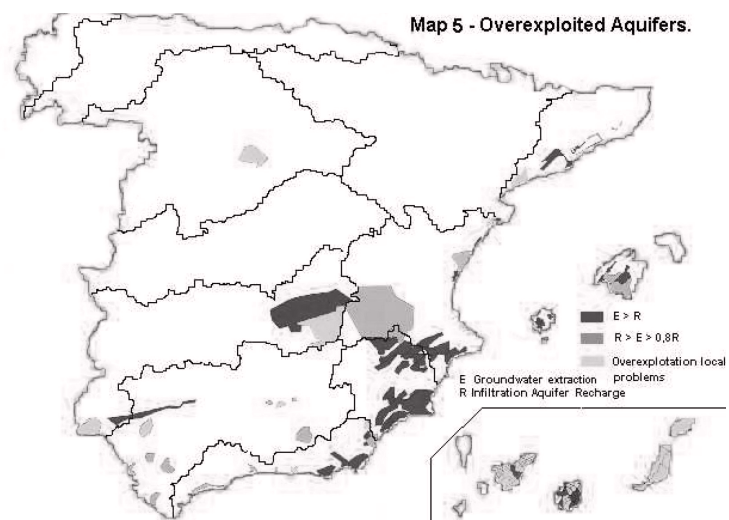 Map 5 - Overexploited Aquifers.
E > R
R > E > 0,8R
Overexplotation local
problems
E Groundwater extraction
R Infiltration Aquifer Recharge